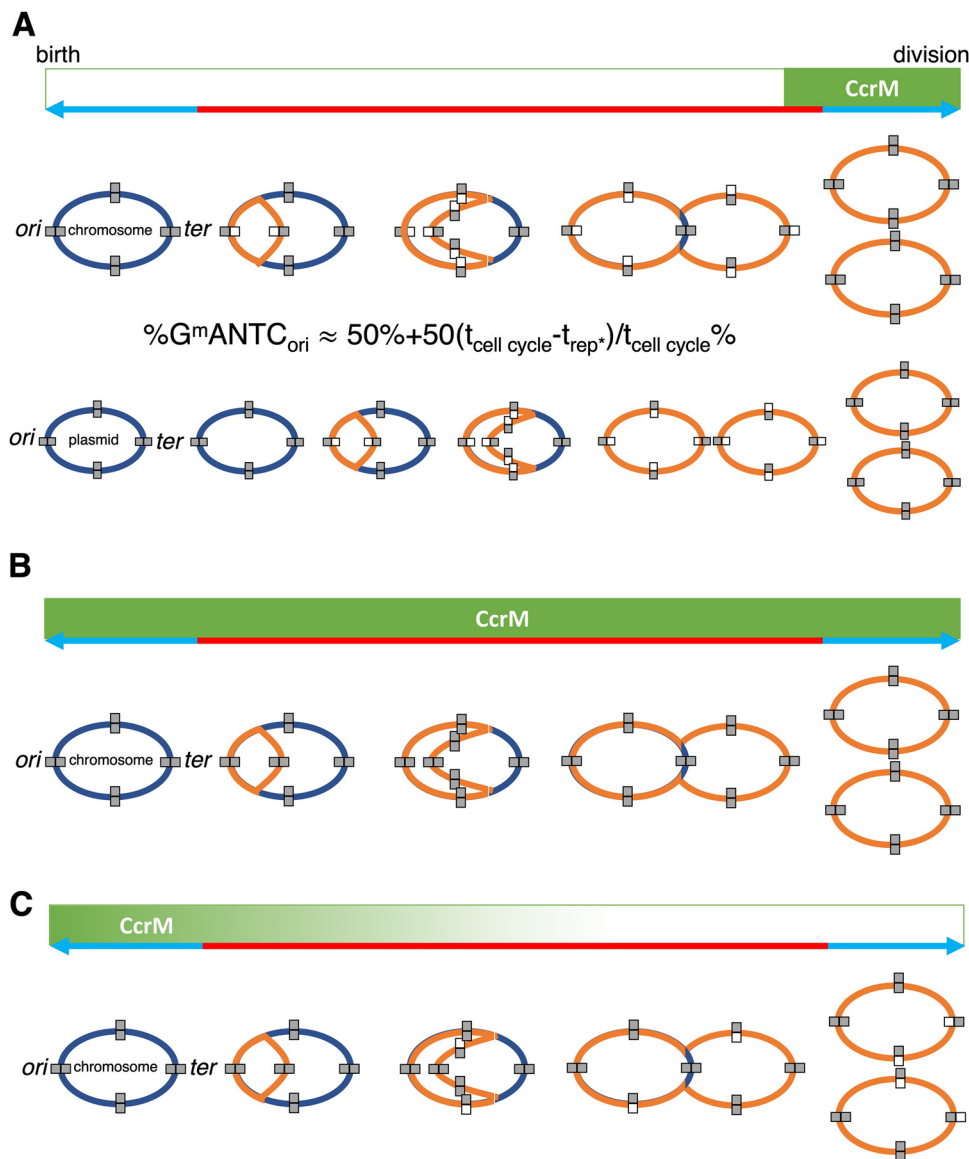 A
birth division
CcrM
ori chromosome ter
%GᵐANTCori ≈ 50%+50(tcell cycle-trep*)/tcell cycle%
ori plasmid ter
B
CcrM
ori chromosome ter
C
CcrM
ori chromosome ter